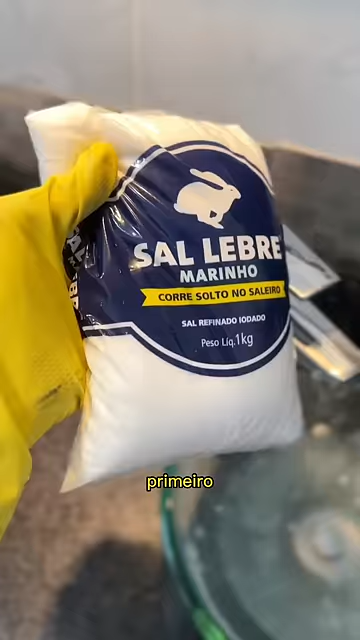 SAL LEBRE
MARINHO
CORRE SOLTO NO SALEIRO
SAL REFINADO IODADO
Peso Líq. 1kg
primeiro